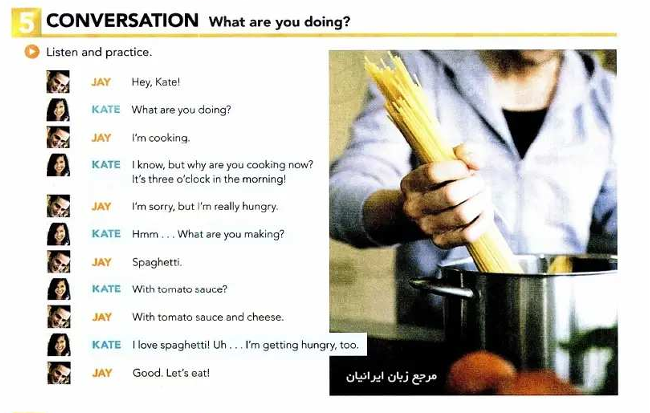 5 CONVERSATION What are you doing?
Listen and practice.
JAY Hey, Kate!
KATE What are you doing?
JAY I'm cooking.
KATE I know, but why are you cooking now?
It's three o'clock in the morning!
JAY I'm sorry, but I'm really hungry.
KATE Hmm . . . What are you making?
JAY Spaghetti.
KATE With tomato sauce?
JAY With tomato sauce and cheese.
KATE I love spaghetti! Uh . . . I'm getting hungry, too.
JAY Good. Let's eat!
مرجع زبان ایرانیان